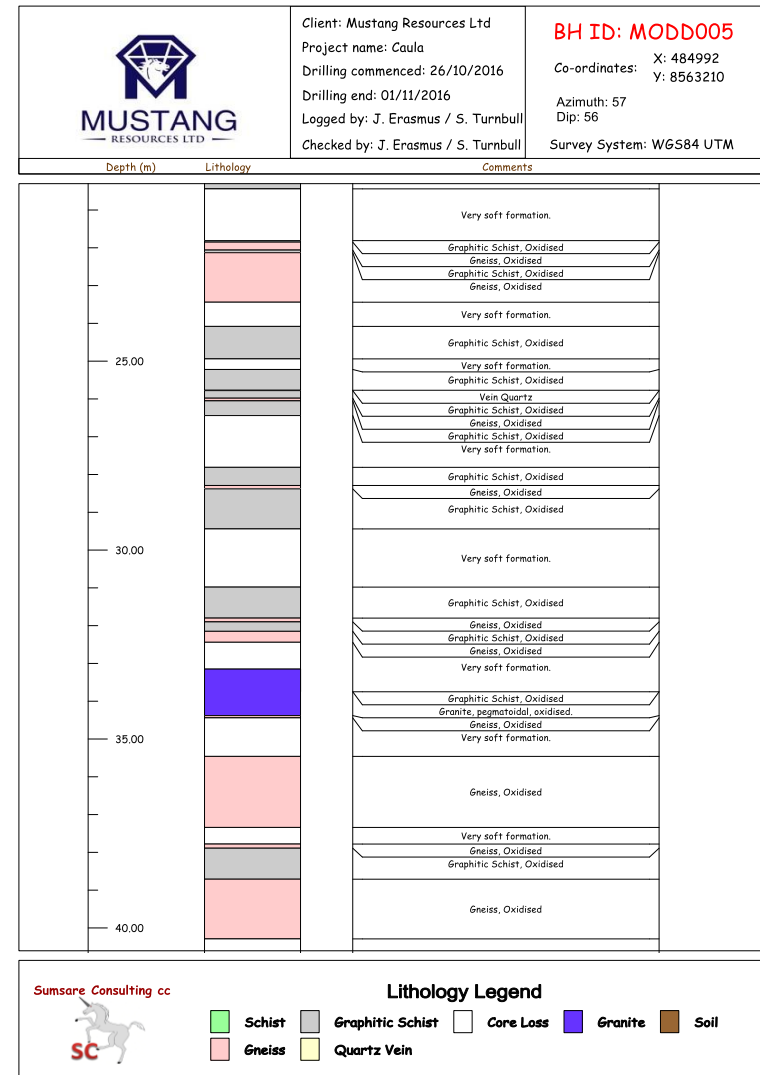 MUSTANG
RESOURCES LTD
Client: Mustang Resources Ltd
Project name: Caula
Drilling commenced: 26/10/2016
Drilling end: 01/11/2016
Logged by: J. Erasmus / S. Turnbull
Checked by: J. Erasmus / S. Turnbull
BH ID: MODD005
Co-ordinates: X: 484992
Y: 8563210
Azimuth: 57
Dip: 56
Survey System: WGS84 UTM
Depth (m) Lithology Comments
Very soft formation.
Graphitic Schist, Oxidised
Gneiss, Oxidised
Graphitic Schist, Oxidised
Gneiss, Oxidised
Very soft formation.
Graphitic Schist, Oxidised
25.00
Very soft formation.
Graphitic Schist, Oxidised
Vein Quartz
Graphitic Schist, Oxidised
Gneiss, Oxidised
Graphitic Schist, Oxidised
Very soft formation.
Graphitic Schist, Oxidised
Gneiss, Oxidised
Graphitic Schist, Oxidised
30.00
Very soft formation.
Graphitic Schist, Oxidised
Gneiss, Oxidised
Graphitic Schist, Oxidised
Gneiss, Oxidised
Very soft formation.
Graphitic Schist, Oxidised
Granite, pegmatoidal, oxidised.
Gneiss, Oxidised
35.00
Very soft formation.
Gneiss, Oxidised
Very soft formation.
Gneiss, Oxidised
Graphitic Schist, Oxidised
Gneiss, Oxidised
40.00
Sumsare Consulting cc
SC
Lithology Legend
Schist Graphitic Schist Core Loss Granite Soil
Gneiss Quartz Vein